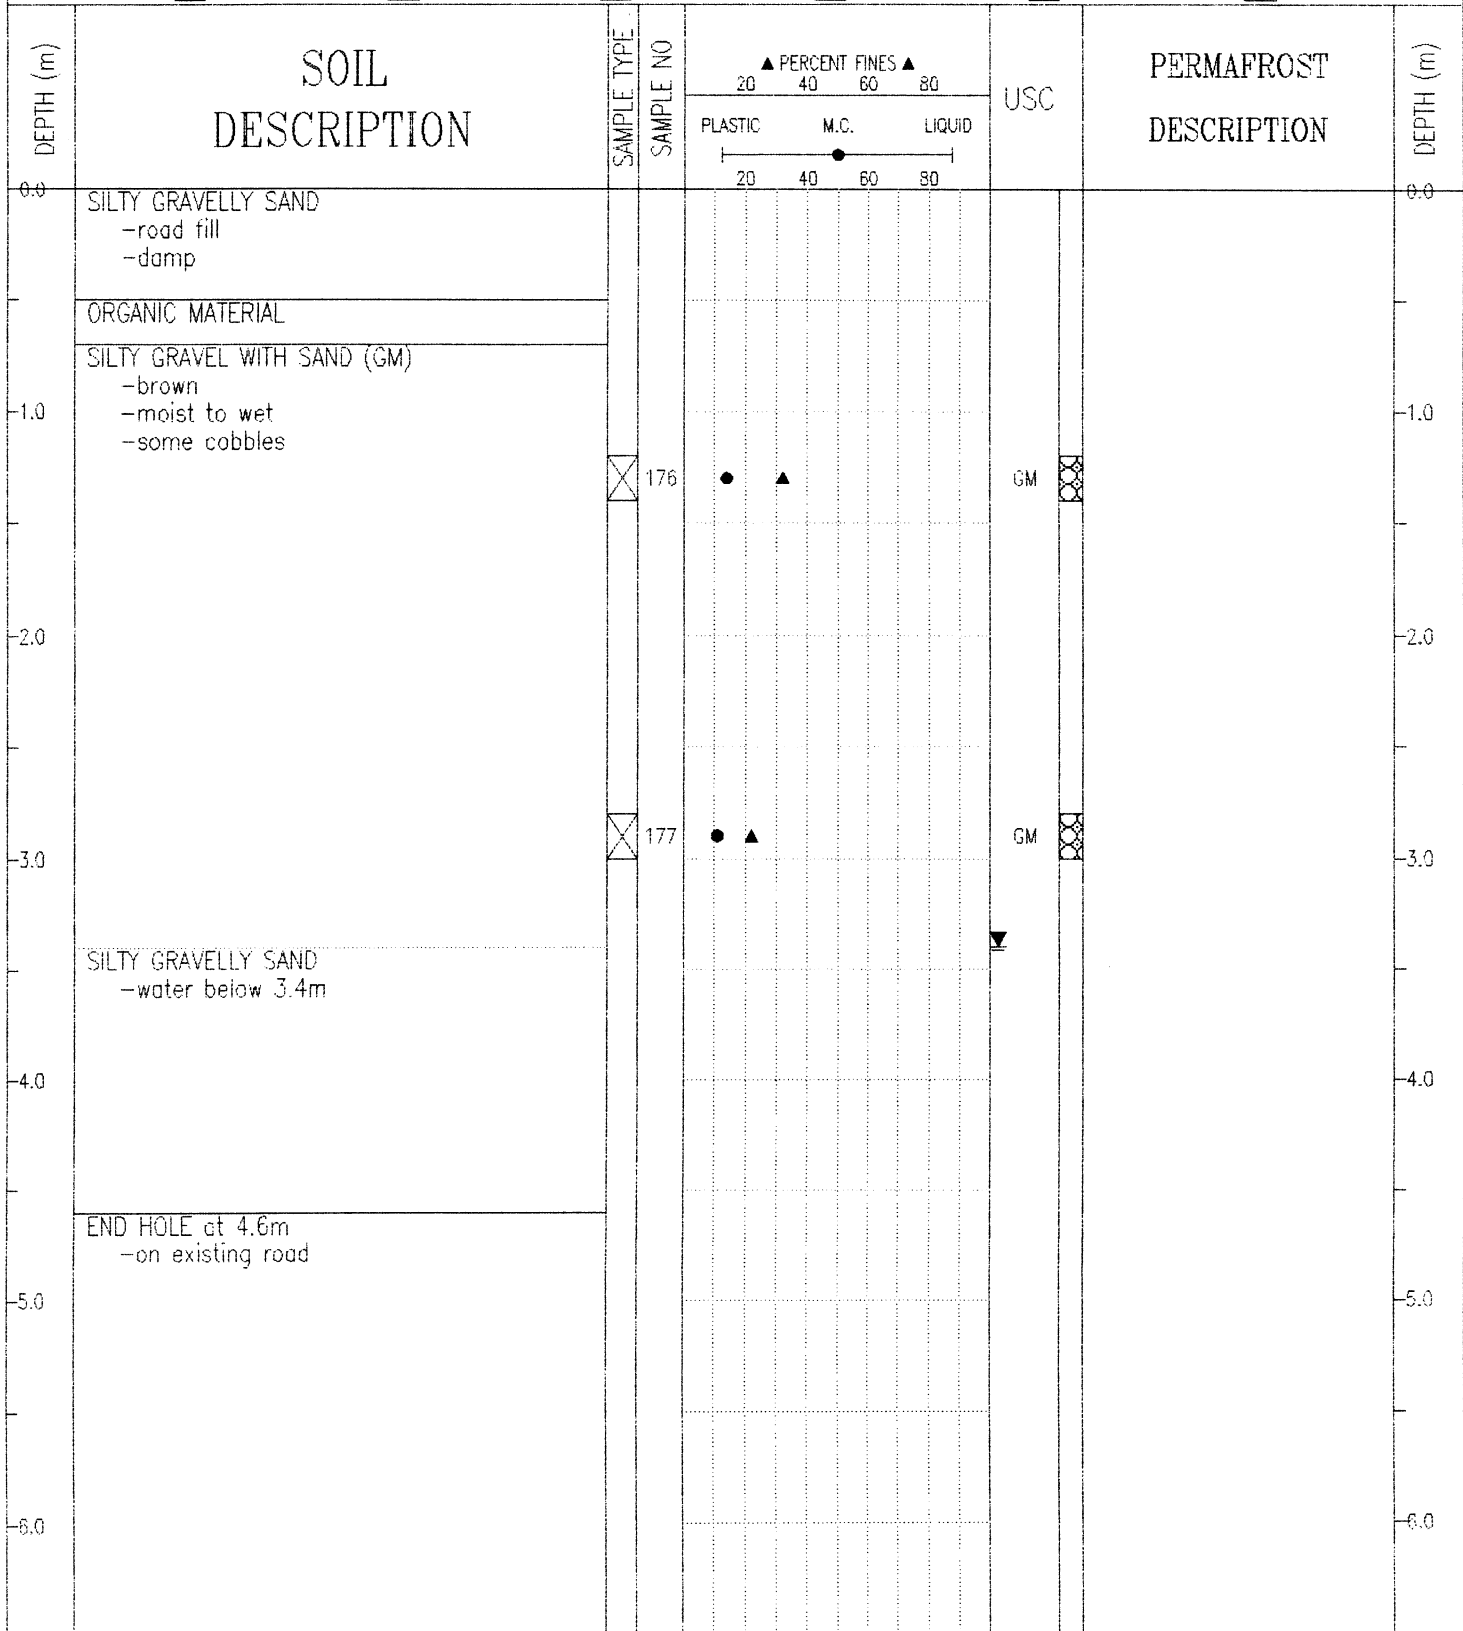 DEPTH (m)
SOIL
DESCRIPTION
SAMPLE TYPE
SAMPLE NO
▲ PERCENT FINES ▲
20 40 60 80
PLASTIC M.C. LIQUID
20 40 60 80
USC
PERMAFROST
DESCRIPTION
DEPTH (m)
0.0
0.0
SILTY GRAVELLY SAND
-road fill
-damp
ORGANIC MATERIAL
SILTY GRAVEL WITH SAND (GM)
-brown
-moist to wet
-some cobbles
1.0
1.0
176
GM
2.0
2.0
177
GM
3.0
3.0
SILTY GRAVELLY SAND
-water below 3.4m
4.0
4.0
END HOLE at 4.6m
-on existing road
5.0
5.0
6.0
6.0